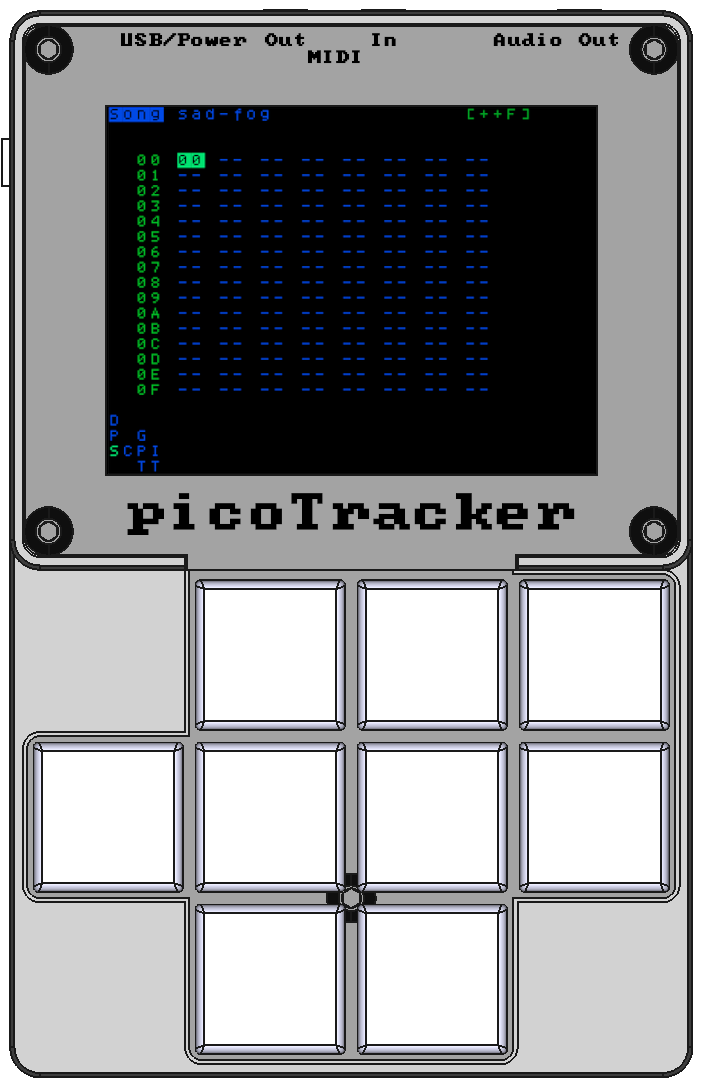 USB/Power Out In Audio Out
MIDI
Song sad-fog [++F]
00 00 -- -- -- -- -- -- --
01 -- -- -- -- -- -- -- --
02 -- -- -- -- -- -- -- --
03 -- -- -- -- -- -- -- --
04 -- -- -- -- -- -- -- --
05 -- -- -- -- -- -- -- --
06 -- -- -- -- -- -- -- --
07 -- -- -- -- -- -- -- --
08 -- -- -- -- -- -- -- --
09 -- -- -- -- -- -- -- --
0A -- -- -- -- -- -- -- --
0B -- -- -- -- -- -- -- --
0C -- -- -- -- -- -- -- --
0D -- -- -- -- -- -- -- --
0E -- -- -- -- -- -- -- --
0F -- -- -- -- -- -- -- --
D
P G
SCPI
TT
picoTracker